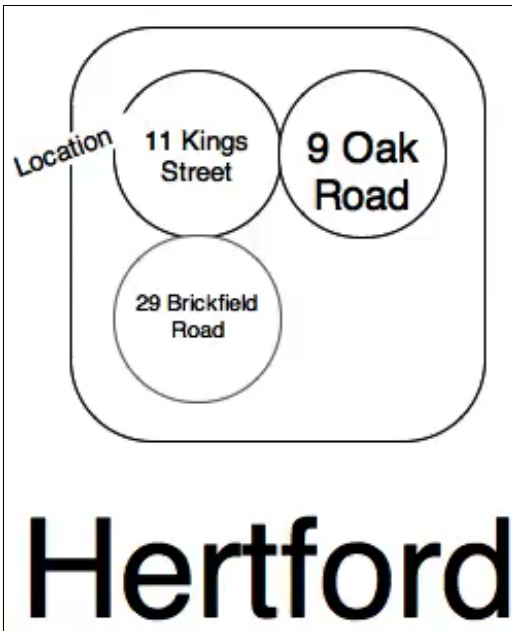 Location
11 Kings
Street
9 Oak
Road
29 Brickfield
Road
Hertford